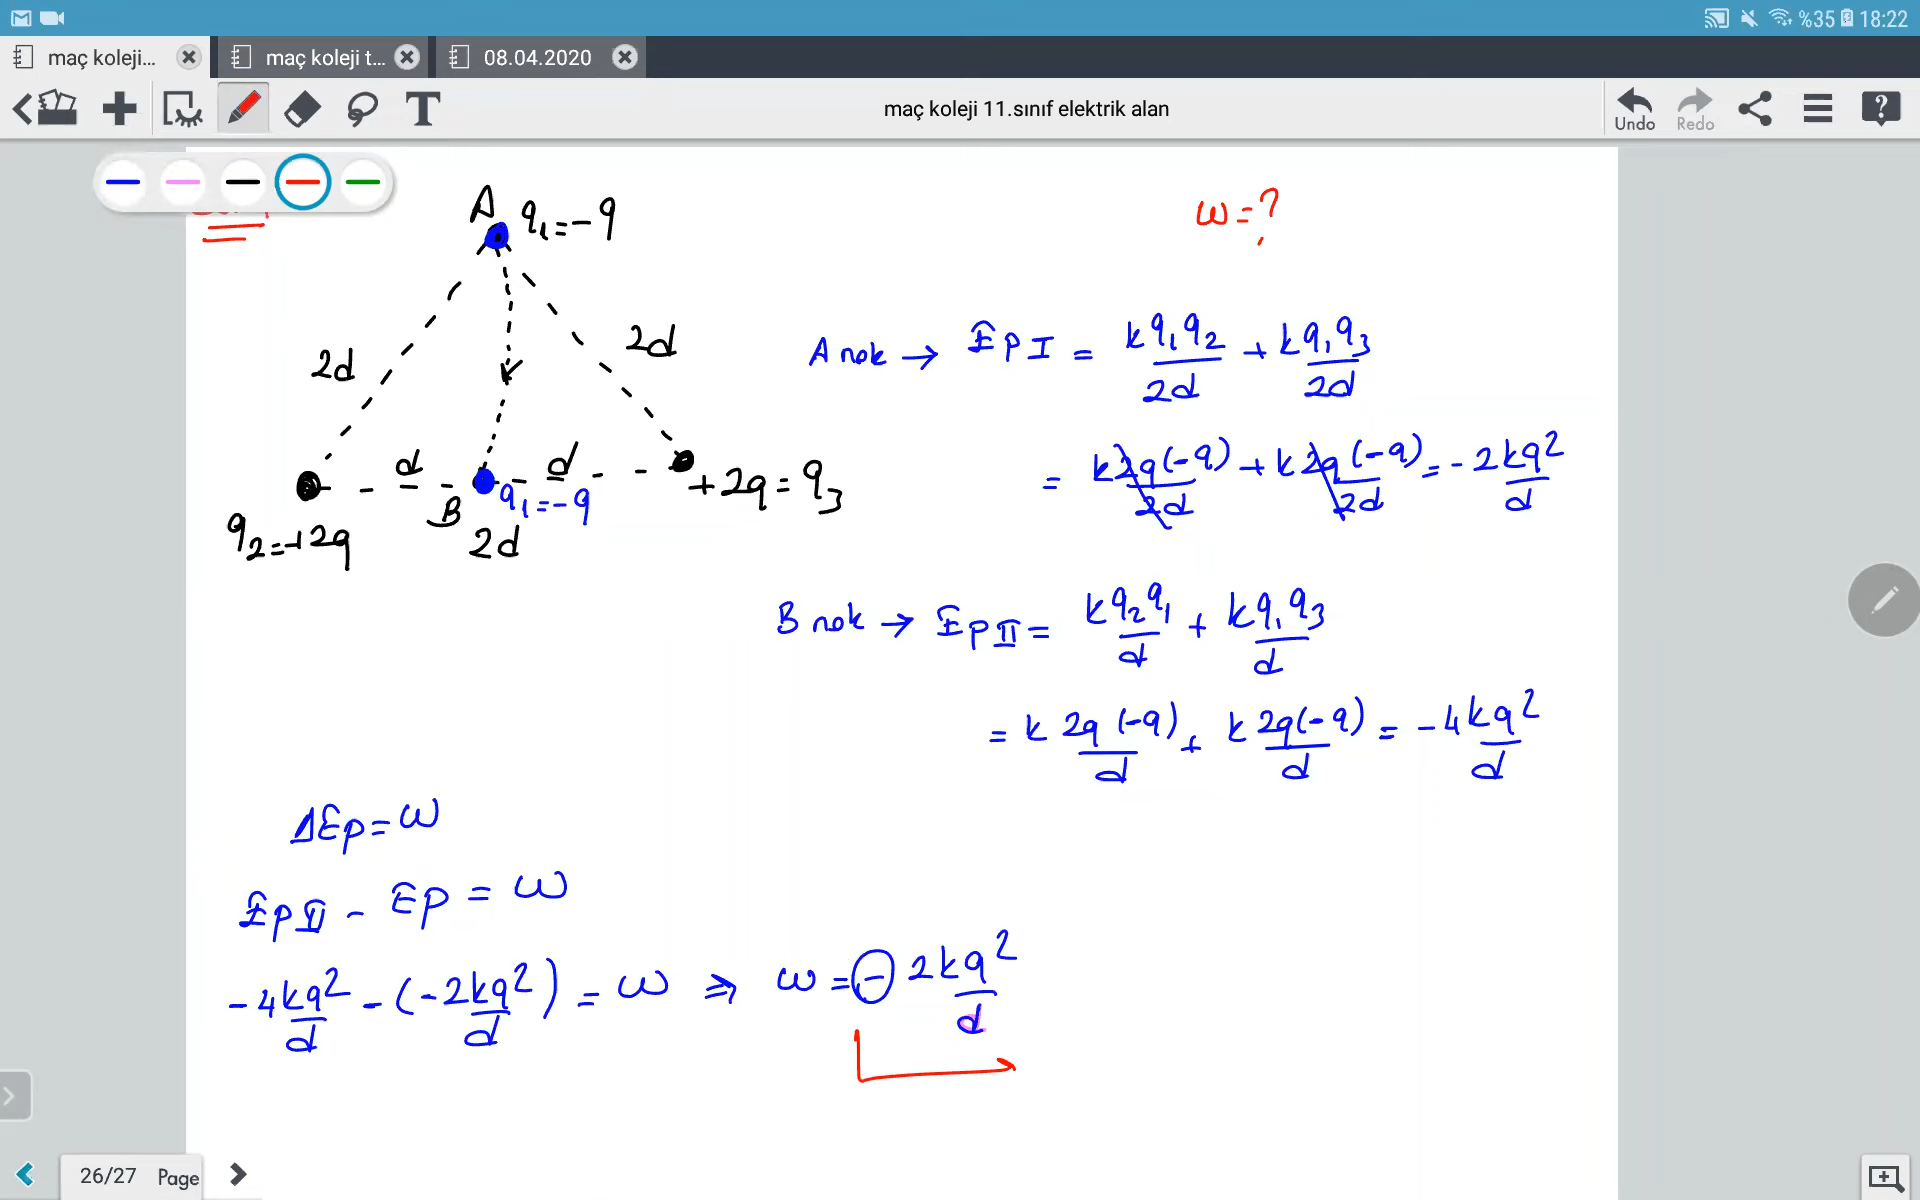 %35 18:22
maç koleji... maç koleji t... 08.04.2020
maç koleji 11.sınıf elektrik alan
Undo Redo
A q₁=-q
ω=?
2d 2d
A nok → EpI = kq₁q₂/2d + kq₁q₃/2d
= k2q(-q)/2d + k2q(-q)/2d = -2kq²/d
d d
B q₁=-q +2q=q₃
q₂=+2q 2d
B nok → EpII = kq₂q₁/d + kq₁q₃/d
= k2q(-q)/d + k2q(-q)/d = -4kq²/d
ΔEp=ω
EpII - Ep = ω
-4kq²/d - (-2kq²/d) = ω ⇒ ω = -2kq²/d
26/27 Page